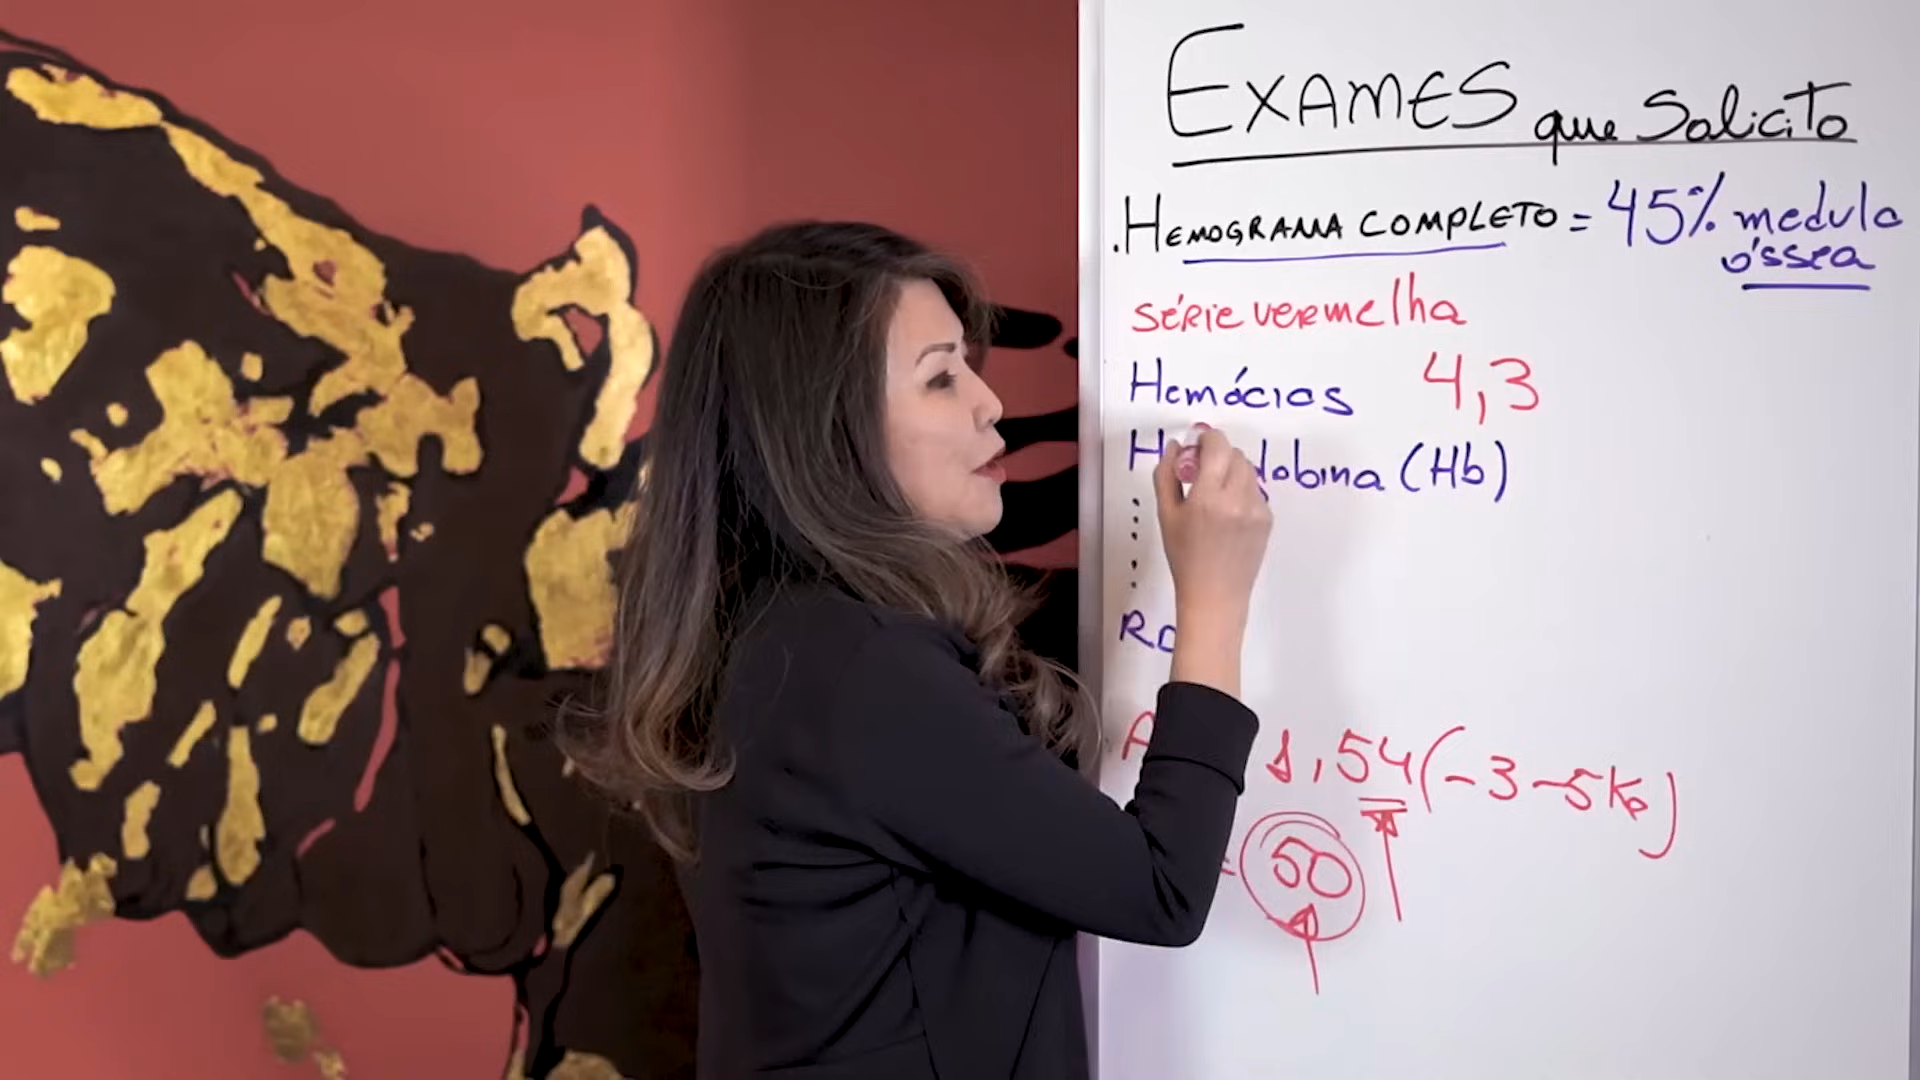 EXAMES que Solicito
. HEMOGRAMA COMPLETO = 45% medula óssea
SÉRIE VERMELHA
Hemácias 4,3
(Hb)
1,54 (-3 -5Kg)
= 50